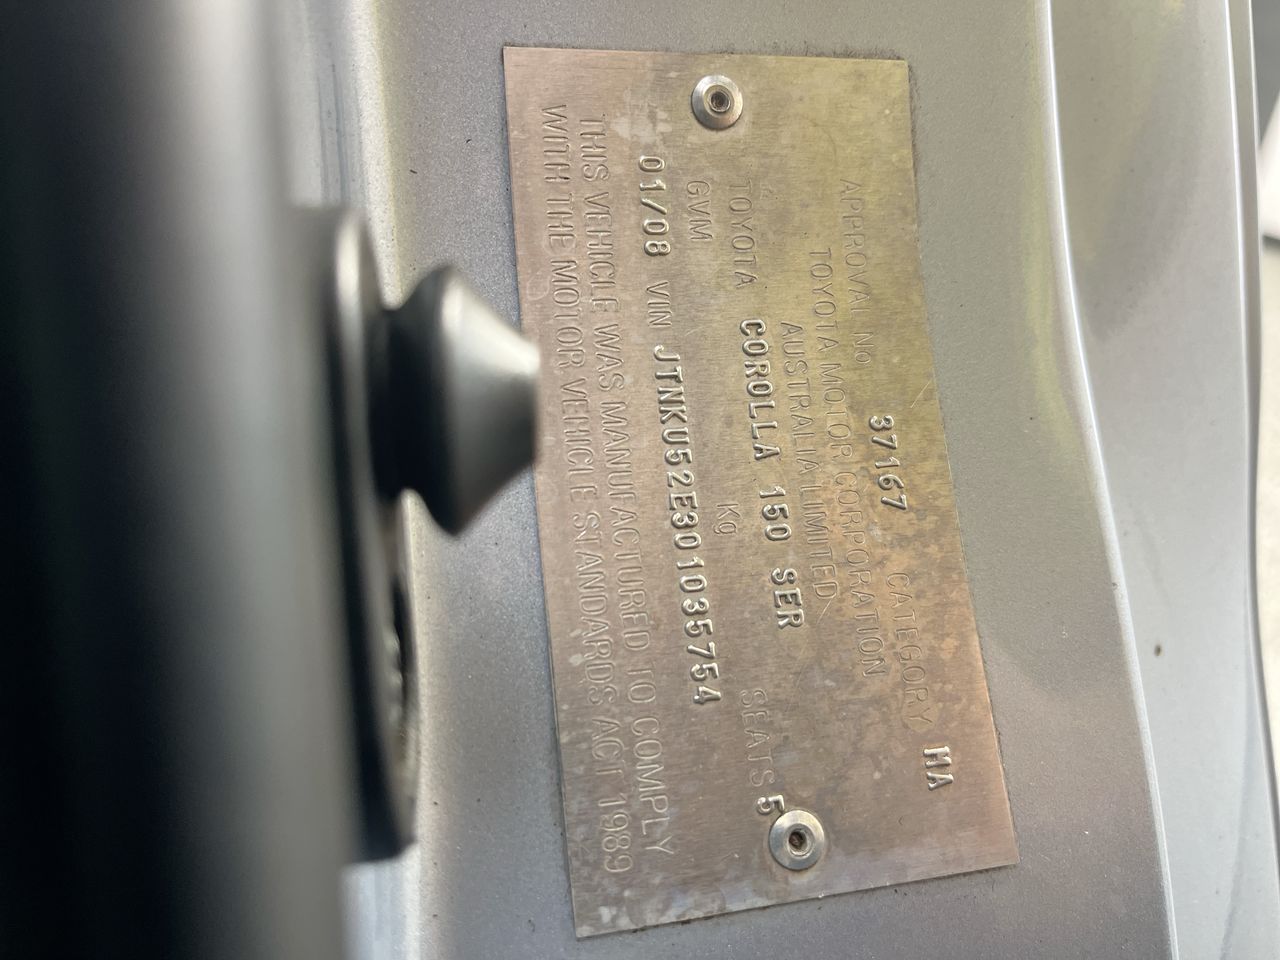 APPROVAL No 37167 CATEGORY MA
TOYOTA MOTOR CORPORATION
AUSTRALIA LIMITED
TOYOTA COROLLA 150 SER SEATS 5
GVM Kg
01/08 VIN JTNKU52E301035754
THIS VEHICLE WAS MANUFACTURED TO COMPLY
WITH THE MOTOR VEHICLE STANDARDS ACT 1989